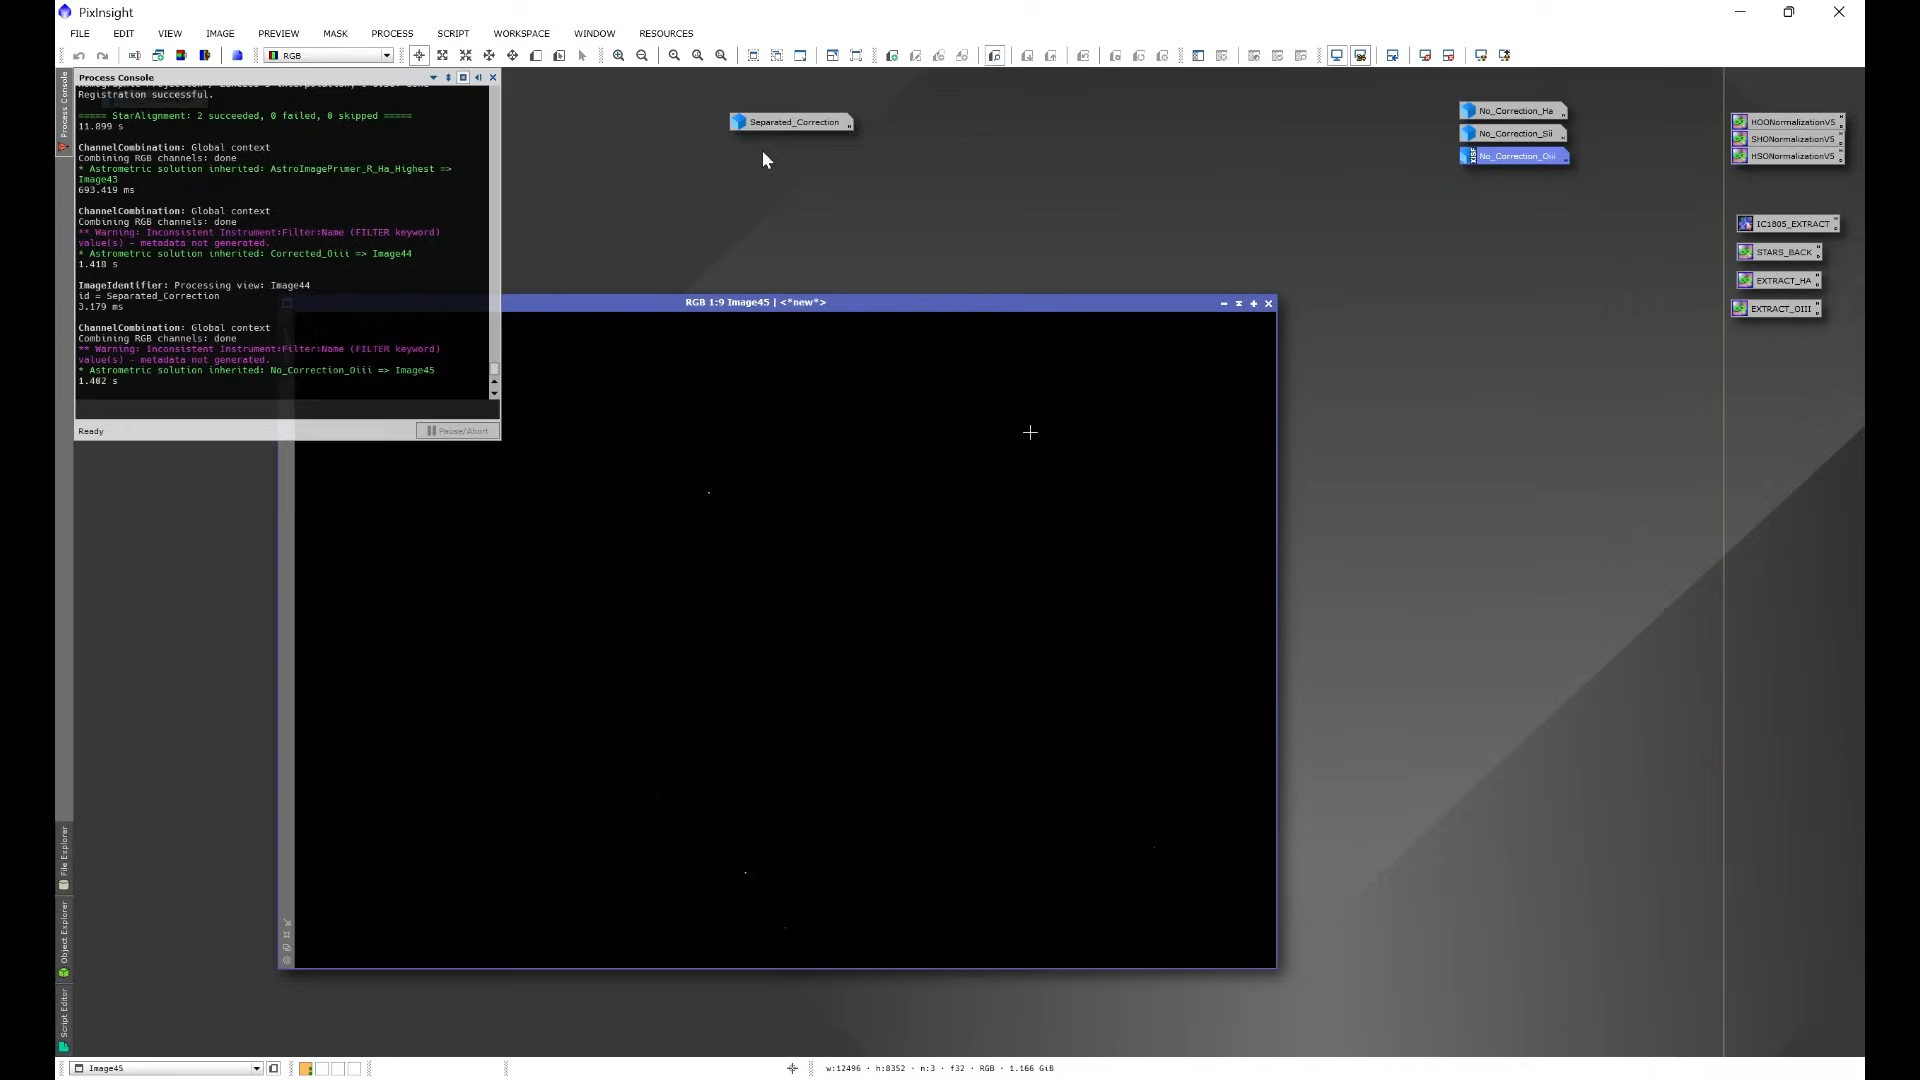 PixInsight
FILE EDIT VIEW IMAGE PREVIEW MASK PROCESS SCRIPT WORKSPACE WINDOW RESOURCES
RGB
Process Console
Process Console
Registration successful.
===== StarAlignment: 2 succeeded, 0 failed, 0 skipped =====
11.899 s
ChannelCombination: Global context
Combining RGB channels: done
* Astrometric solution inherited: AstroImagePrimer_R_Ha_Highest =>
Image43
693.419 ms
ChannelCombination: Global context
Combining RGB channels: done
** Warning: Inconsistent Instrument:Filter:Name (FILTER keyword)
value(s) - metadata not generated.
* Astrometric solution inherited: Corrected_Oiii => Image44
1.418 s
ImageIdentifier: Processing view: Image44
id = Separated_Correction
3.179 ms
ChannelCombination: Global context
Combining RGB channels: done
** Warning: Inconsistent Instrument:Filter:Name (FILTER keyword)
value(s) - metadata not generated.
* Astrometric solution inherited: No_Correction_Oiii => Image45
1.402 s
Ready
Pause/Abort
Separated_Correction
No_Correction_Ha
No_Correction_Sii
XISF No_Correction_Oiii
HOONormalizationV5
SHONormalizationV5
HSONormalizationV5
IC1805_EXTRACT
STARS_BACK
EXTRACT_HA
EXTRACT_OIII
RGB 1:9 Image45 | <*new*>
File Explorer
Object Explorer
Script Editor
Image45
w:12496 · h:8352 · n:3 · f32 · RGB · 1.166 GiB